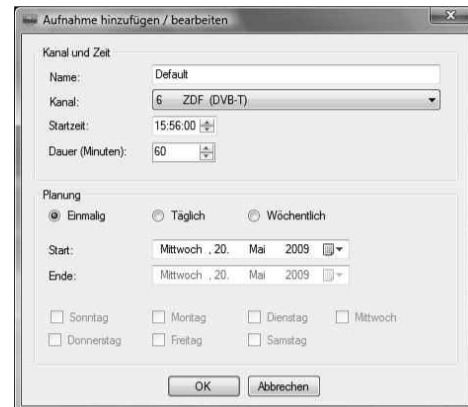 Aufnahme hinzufügen / bearbeiten
Kanal und Zeit
Name: Default
Kanal: 6 ZDF (DVB-T)
Startzeit: 15:56:00
Dauer (Minuten): 60
Planung
Einmalig Täglich Wöchentlich
Start: Mittwoch , 20. Mai 2009
Ende: Mittwoch , 20. Mai 2009
Sonntag Montag Dienstag Mittwoch
Donnerstag Freitag Samstag
OK Abbrechen